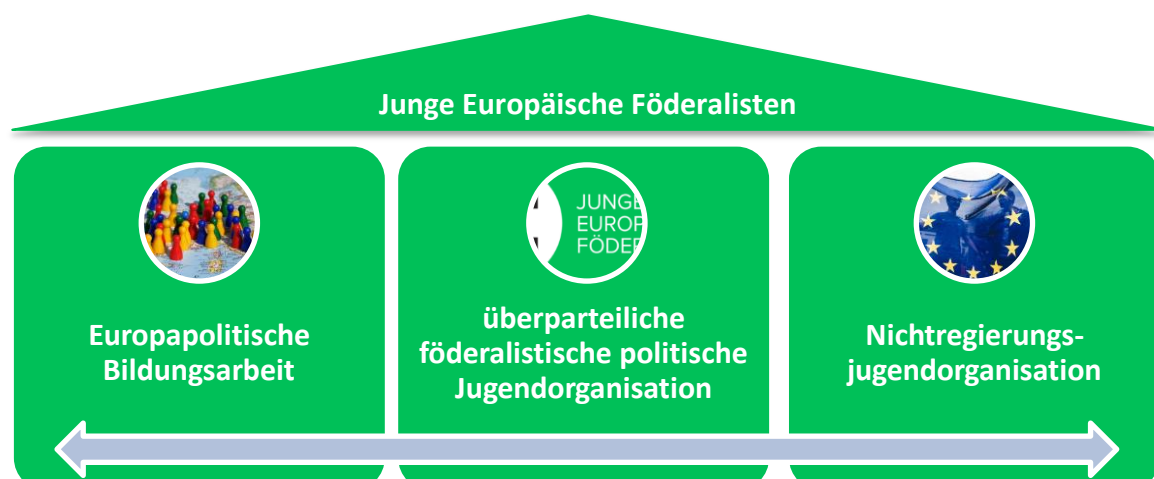 Junge Europäische Föderalisten
JUNGE
EUROP
FÖDER
Europapolitische
Bildungsarbeit
überparteiliche
föderalistische politische
Jugendorganisation
Nichtregierungs-
jugendorganisation